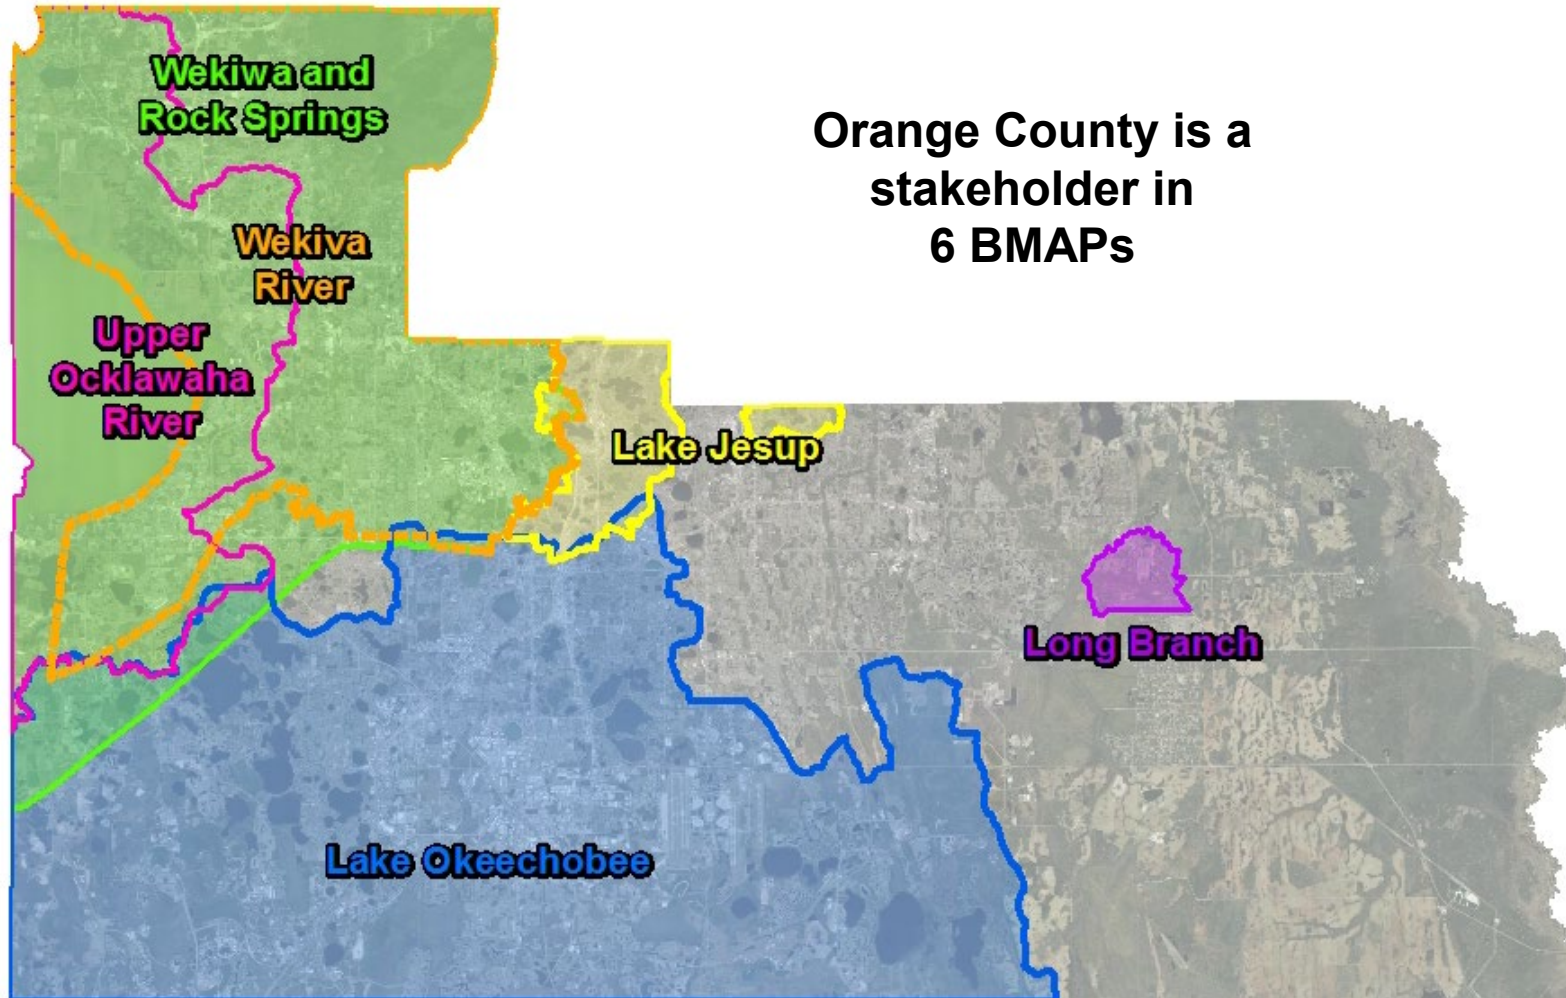 Wekiwa and
Rock Springs
Orange County is a
stakeholder in
6 BMAPs
Wekiva
River
Upper
Ocklawaha
River
Lake Jesup
Long Branch
Lake Okeechobee